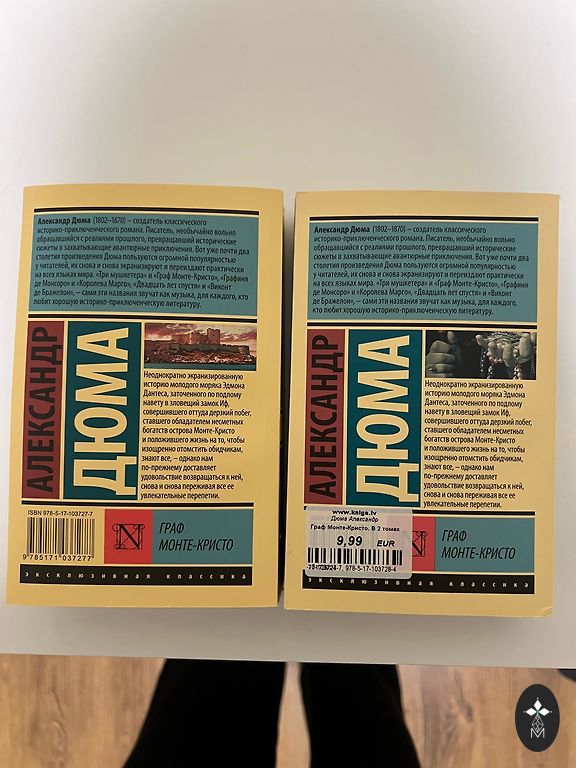 Александр Дюма (1802–1870) – создатель классического
историко-приключенческого романа. Писатель, необычайно вольно
обращавшийся с реалиями прошлого, превращавший исторические
сюжеты в захватывающие авантюрные приключения. Вот уже почти два
столетия произведения Дюма пользуются огромной популярностью
у читателей, их снова и снова экранизируют и переиздают практически
на всех языках мира. «Три мушкетера» и «Граф Монте-Кристо», «Графиня
де Монсоро» и «Королева Марго», «Двадцать лет спустя» и «Виконт
де Бражелон», – сами эти названия звучат как музыка, для каждого, кто
любит хорошую историко-приключенческую литературу.
АЛЕКСАНДР
ДЮМА
Неоднократно экранизированную
историю молодого моряка Эдмона
Дантеса, заточенного по подлому
навету в зловещий замок Иф,
совершившего оттуда дерзкий побег,
ставшего обладателем несметных
богатств острова Монте-Кристо
и положившего жизнь на то, чтобы
изощренно отомстить обидчикам,
знают все, – однако нам
по-прежнему доставляет
удовольствие возвращаться к ней,
снова и снова переживая все ее
увлекательные перепетии.
ISBN 978-5-17-103727-7
9 785171 037277
N
ГРАФ
МОНТЕ-КРИСТО
ЭКСКЛЮЗИВНАЯ КЛАССИКА
Александр Дюма (1802–1870) – создатель классического
историко-приключенческого романа. Писатель, необычайно вольно
обращавшийся с реалиями прошлого, превращавший исторические
сюжеты в захватывающие авантюрные приключения. Вот уже почти два
столетия произведения Дюма пользуются огромной популярностью
у читателей, их снова и снова экранизируют и переиздают практически
на всех языках мира. «Три мушкетера» и «Граф Монте-Кристо», «Графиня
де Монсоро» и «Королева Марго», «Двадцать лет спустя» и «Виконт
де Бражелон», – сами эти названия звучат как музыка, для каждого, кто
любит хорошую историко-приключенческую литературу.
АЛЕКСАНДР
ДЮМА
Неоднократно экранизированную
историю молодого моряка Эдмона
Дантеса, заточенного по подлому
навету в зловещий замок Иф,
совершившего оттуда дерзкий побег,
ставшего обладателем несметных
богатств острова Монте-Кристо
и положившего жизнь на то, чтобы
изощренно отомстить обидчикам,
знают все, – однако нам
по-прежнему доставляет
удовольствие возвращаться к ней,
снова и снова переживая все ее
увлекательные перепетии.
www.kniga.lv
Дюма Александр
Граф Монте-Кристо. В 2 томах
9,99 EUR
978-5-17-103728-4
N
ГРАФ
МОНТЕ-КРИСТО
ЭКСКЛЮЗИВНАЯ КЛАССИКА
M